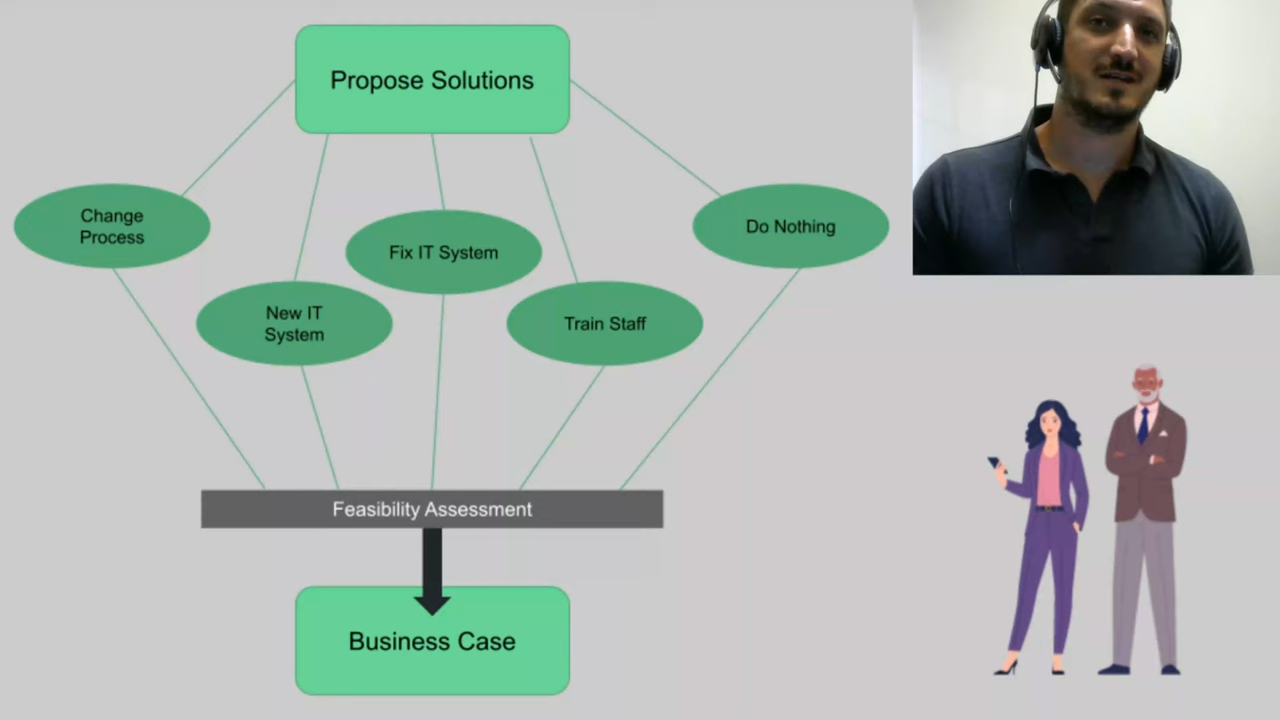 Propose Solutions
Change
Process
Fix IT System
Do Nothing
New IT
System
Train Staff
Feasibility Assessment
Business Case